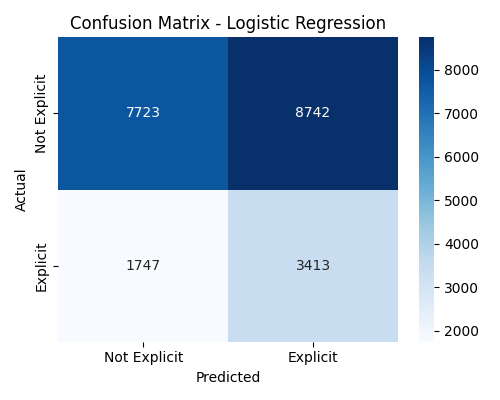 Confusion Matrix - Logistic Regression
Actual
Not Explicit
7723 8742
Explicit
1747 3413
Not Explicit Explicit
Predicted
8000
7000
6000
5000
4000
3000
2000